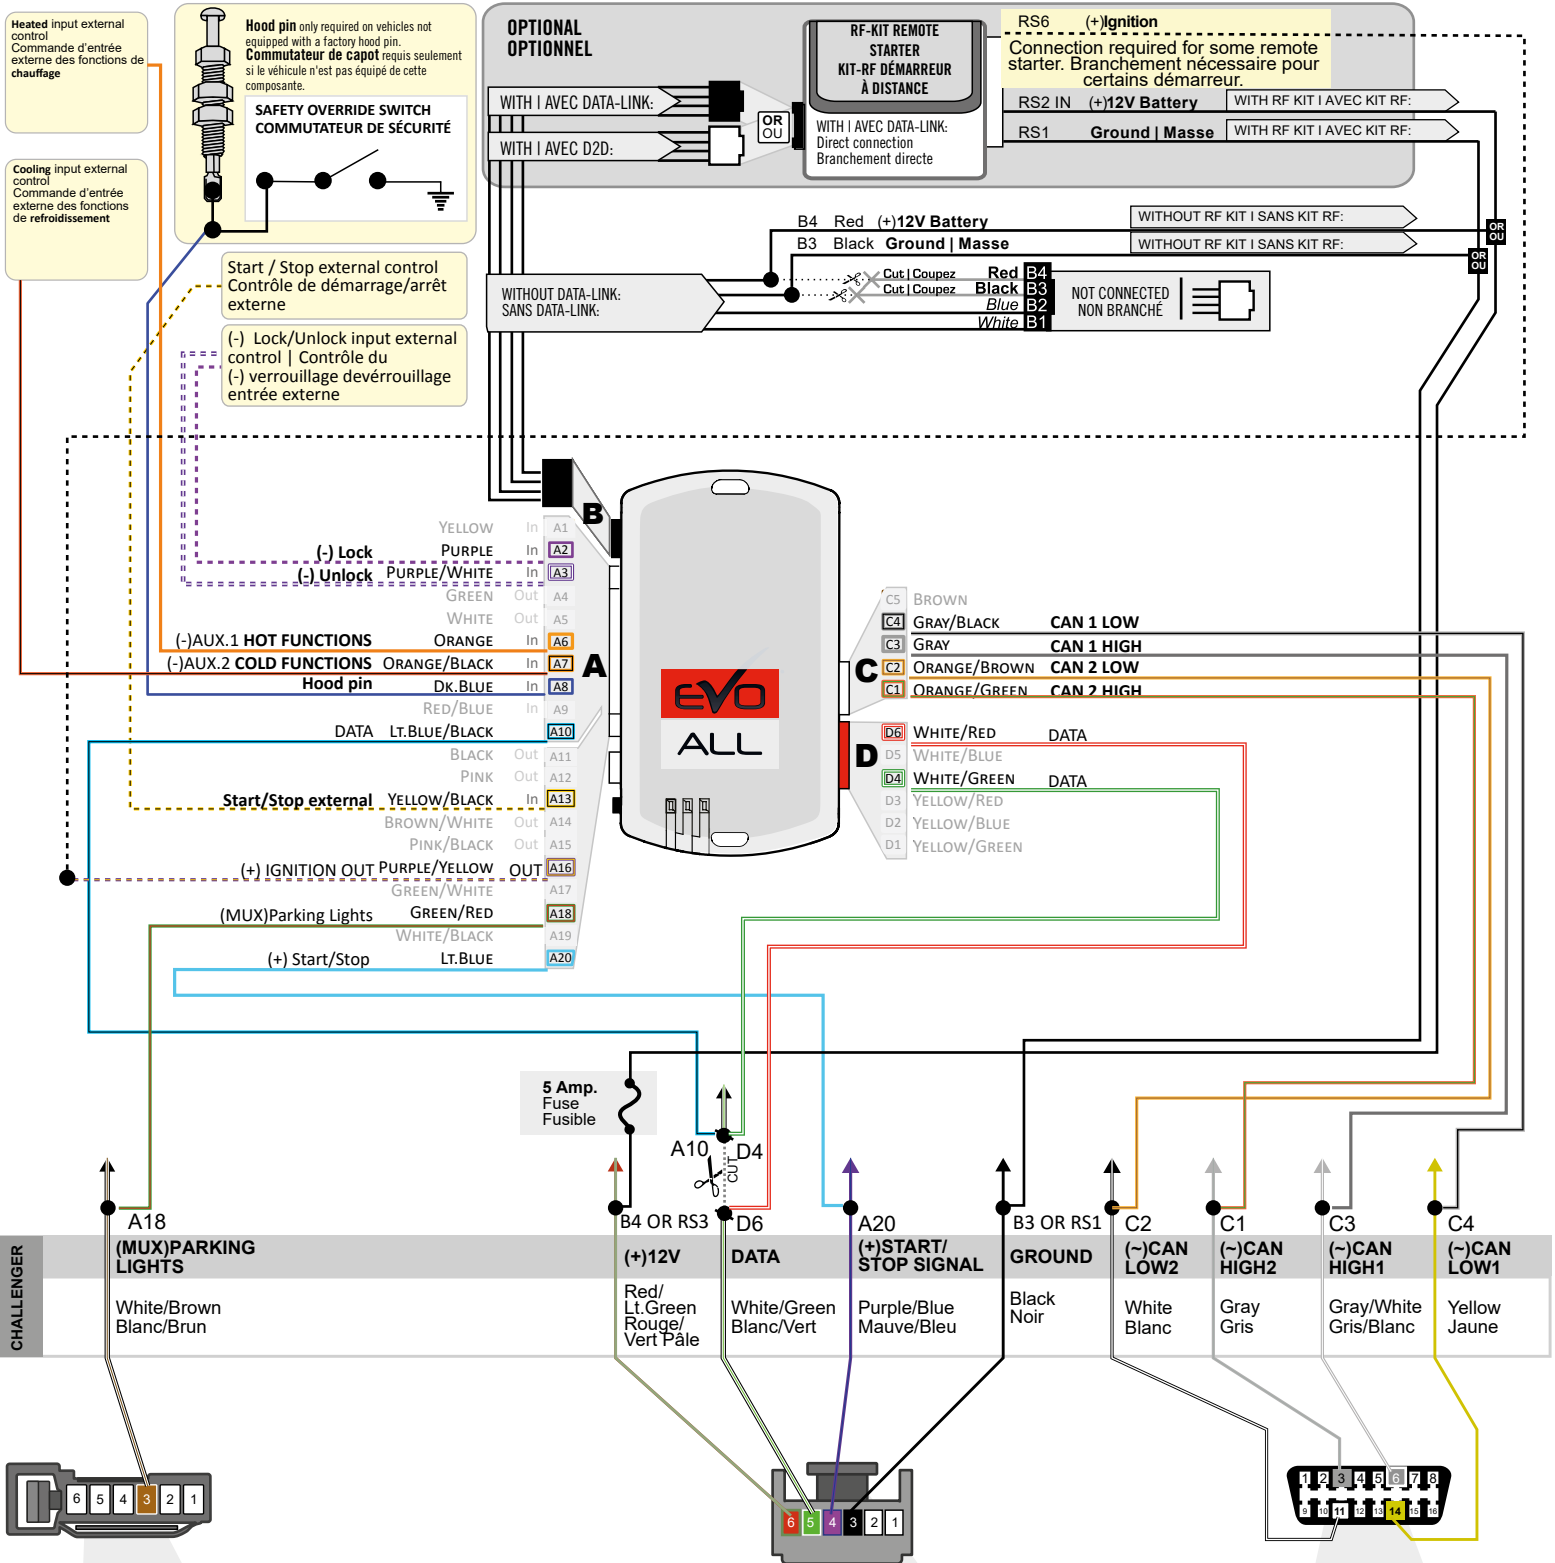 Heated input external
control
Commande d'entrée
externe des fonctions de
chauffage
Cooling input external
control
Commande d'entrée
externe des fonctions
de refroidissement
Hood pin only required on vehicles not
equipped with a factory hood pin.
Commutateur de capot requis seulement
si le véhicule n'est pas équipé de cette
composante.
SAFETY OVERRIDE SWITCH
COMMUTATEUR DE SÉCURITÉ
Start / Stop external control
Contrôle de démarrage/arrêt
externe
(-) Lock/Unlock input external
control | Contrôle du
(-) verrouillage devérrouillage
entrée externe
OPTIONAL
OPTIONNEL
WITH I AVEC DATA-LINK:
WITH I AVEC D2D:
OR
OU
RF-KIT REMOTE
STARTER
KIT-RF DÉMARREUR
À DISTANCE
WITH I AVEC DATA-LINK:
Direct connection
Branchement directe
RS6 (+)Ignition
Connection required for some remote
starter. Branchement nécessaire pour
certains démarreur.
RS2 IN (+)12V Battery WITH RF KIT I AVEC KIT RF:
RS1 Ground | Masse WITH RF KIT I AVEC KIT RF:
B4 Red (+)12V Battery WITHOUT RF KIT I SANS KIT RF:
B3 Black Ground | Masse WITHOUT RF KIT I SANS KIT RF:
OR
OU
OR
OU
WITHOUT DATA-LINK:
SANS DATA-LINK:
Cut | Coupez Red B4
Cut | Coupez Black B3
Blue B2
White B1
NOT CONNECTED
NON BRANCHÉ
B
A
C
D
EVO
ALL
YELLOW In A1
(-) Lock PURPLE In A2
(-) Unlock PURPLE/WHITE In A3
GREEN Out A4
WHITE Out A5
(-)AUX.1 HOT FUNCTIONS ORANGE In A6
(-)AUX.2 COLD FUNCTIONS ORANGE/BLACK In A7
Hood pin DK.BLUE In A8
RED/BLUE In A9
DATA LT.BLUE/BLACK A10
BLACK Out A11
PINK Out A12
Start/Stop external YELLOW/BLACK In A13
BROWN/WHITE Out A14
PINK/BLACK Out A15
(+) IGNITION OUT PURPLE/YELLOW OUT A16
GREEN/WHITE A17
(MUX)Parking Lights GREEN/RED A18
WHITE/BLACK A19
(+) Start/Stop LT.BLUE A20
C5 BROWN
C4 GRAY/BLACK CAN 1 LOW
C3 GRAY CAN 1 HIGH
C2 ORANGE/BROWN CAN 2 LOW
C1 ORANGE/GREEN CAN 2 HIGH
D6 WHITE/RED DATA
D5 WHITE/BLUE
D4 WHITE/GREEN DATA
D3 YELLOW/RED
D2 YELLOW/BLUE
D1 YELLOW/GREEN
5 Amp.
Fuse
Fusible
A10 D4
CUT
A18
B4 OR RS3
D6
A20
B3 OR RS1
C2
C1
C3
C4
CHALLENGER
(MUX)PARKING
LIGHTS
White/Brown
Blanc/Brun
(+)12V
Red/
Lt.Green
Rouge/
Vert Pâle
DATA
White/Green
Blanc/Vert
(+)START/
STOP SIGNAL
Purple/Blue
Mauve/Bleu
GROUND
Black
Noir
(~)CAN
LOW2
White
Blanc
(~)CAN
HIGH2
Gray
Gris
(~)CAN
HIGH1
Gray/White
Gris/Blanc
(~)CAN
LOW1
Yellow
Jaune
6 5 4 3 2 1
6 5 4 3 2 1
1 2 3 4 5 6 7 8
9 10 11 12 13 14 15 16